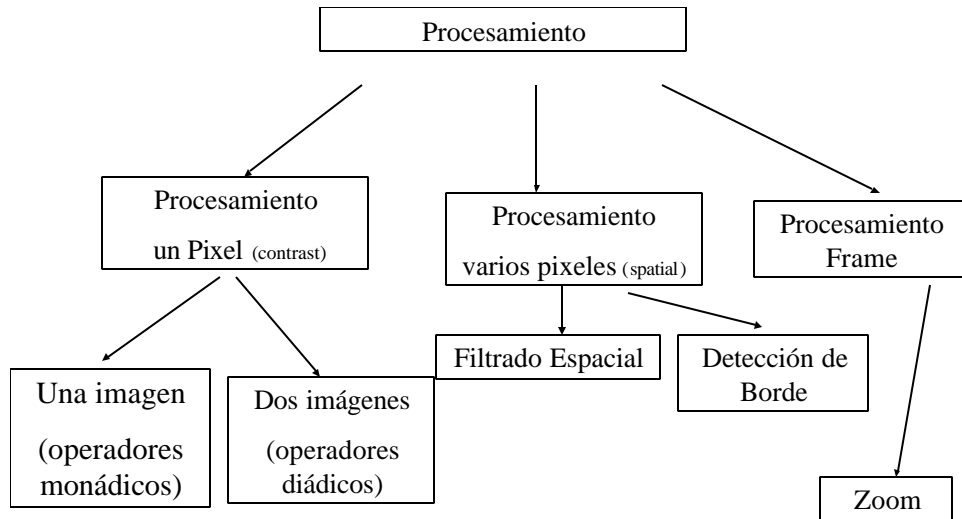 Procesamiento
Procesamiento
un Pixel (contrast)
Procesamiento
varios pixeles (spatial)
Procesamiento
Frame
Filtrado Espacial
Detección de
Borde
Una imagen
(operadores
monádicos)
Dos imágenes
(operadores
diádicos)
Zoom